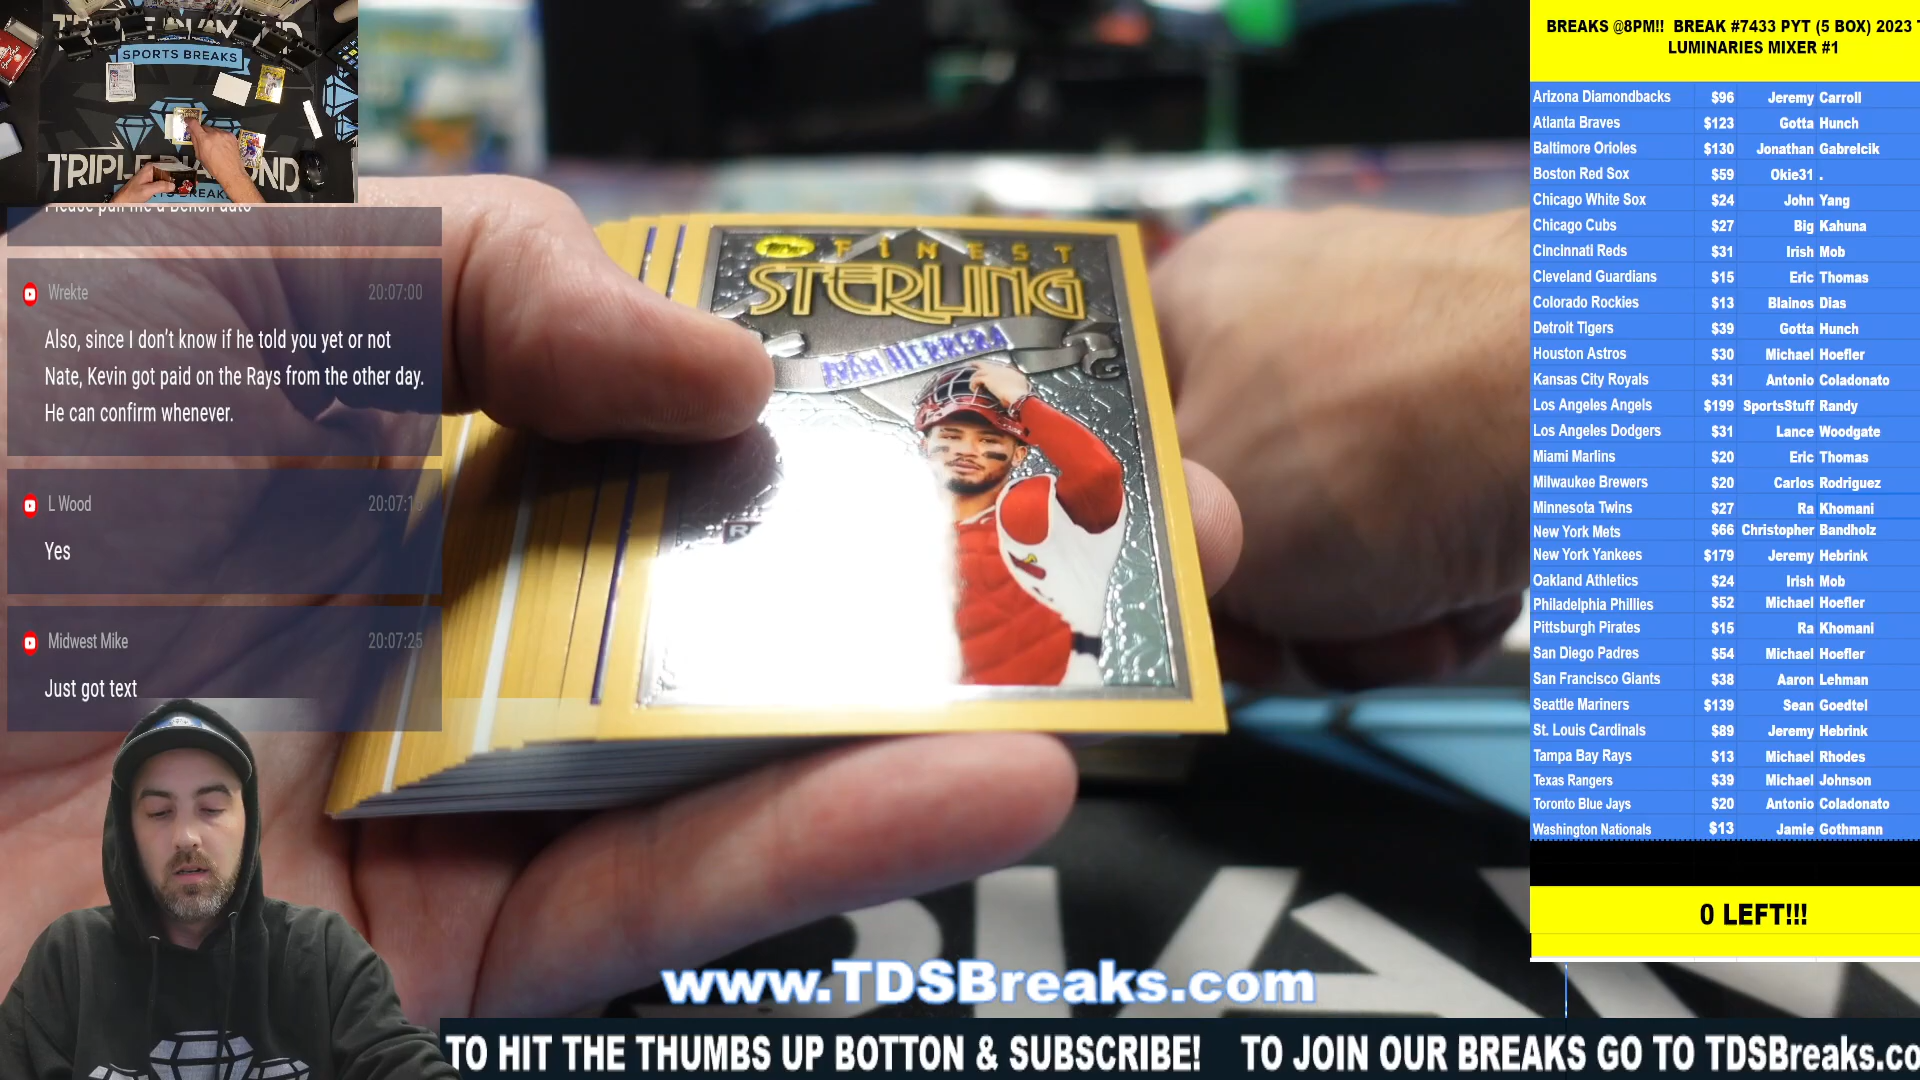 SPORTS BREAKS
Wrekte 20:07:00
Also, since I don't know if he told you yet or not
Nate, Kevin got paid on the Rays from the other day.
He can confirm whenever.
L Wood
Yes
Midwest Mike 20:07:25
Just got text
FINEST
STERLING
IVÁN HERRERA
BREAKS @8PM!! BREAK #7433 PYT (5 BOX) 2023
LUMINARIES MIXER #1
Arizona Diamondbacks $96 Jeremy Carroll
Atlanta Braves $123 Gotta Hunch
Baltimore Orioles $130 Jonathan Gabrelcik
Boston Red Sox $59 Okie31 .
Chicago White Sox $24 John Yang
Chicago Cubs $27 Big Kahuna
Cincinnati Reds $31 Irish Mob
Cleveland Guardians $15 Eric Thomas
Colorado Rockies $13 Blainos Dias
Detroit Tigers $39 Gotta Hunch
Houston Astros $30 Michael Hoefler
Kansas City Royals $31 Antonio Coladonato
Los Angeles Angels $199 SportsStuff Randy
Los Angeles Dodgers $31 Lance Woodgate
Miami Marlins $20 Eric Thomas
Milwaukee Brewers $20 Carlos Rodriguez
Minnesota Twins $27 Ra Khomani
New York Mets $66 Christopher Bandholz
New York Yankees $179 Jeremy Hebrink
Oakland Athletics $24 Irish Mob
Philadelphia Phillies $52 Michael Hoefler
Pittsburgh Pirates $15 Ra Khomani
San Diego Padres $54 Michael Hoefler
San Francisco Giants $38 Aaron Lehman
Seattle Mariners $139 Sean Goedtel
St. Louis Cardinals $89 Jeremy Hebrink
Tampa Bay Rays $13 Michael Rhodes
Texas Rangers $39 Michael Johnson
Toronto Blue Jays $20 Antonio Coladonato
Washington Nationals $13 Jamie Gothmann
0 LEFT!!!
www.TDSBreaks.com
TO HIT THE THUMBS UP BOTTON & SUBSCRIBE! TO JOIN OUR BREAKS GO TO TDSBreaks.co